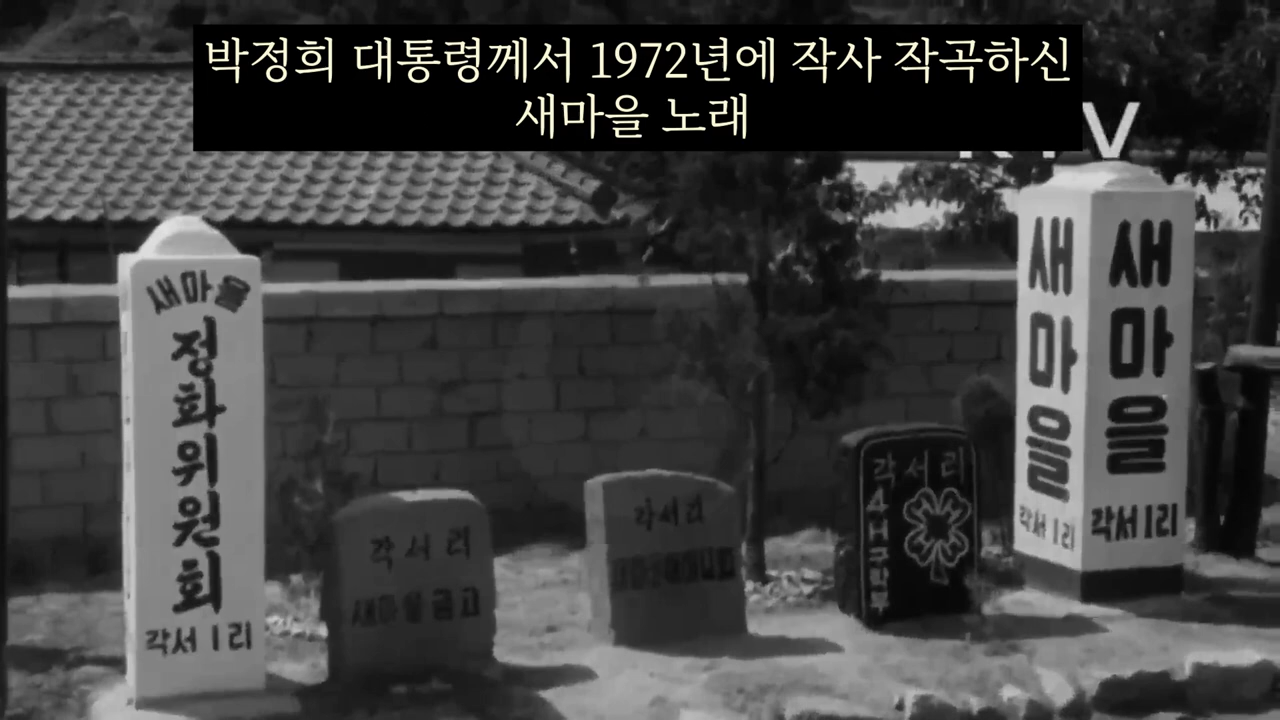 박정희 대통령께서 1972년에 작사 작곡하신
새마을 노래
새마을
정화위원회
각서 1리
각서리
새마을금고
각서리
각서리
4H구락부
새마을
각서 1리
새마을
각서 1리